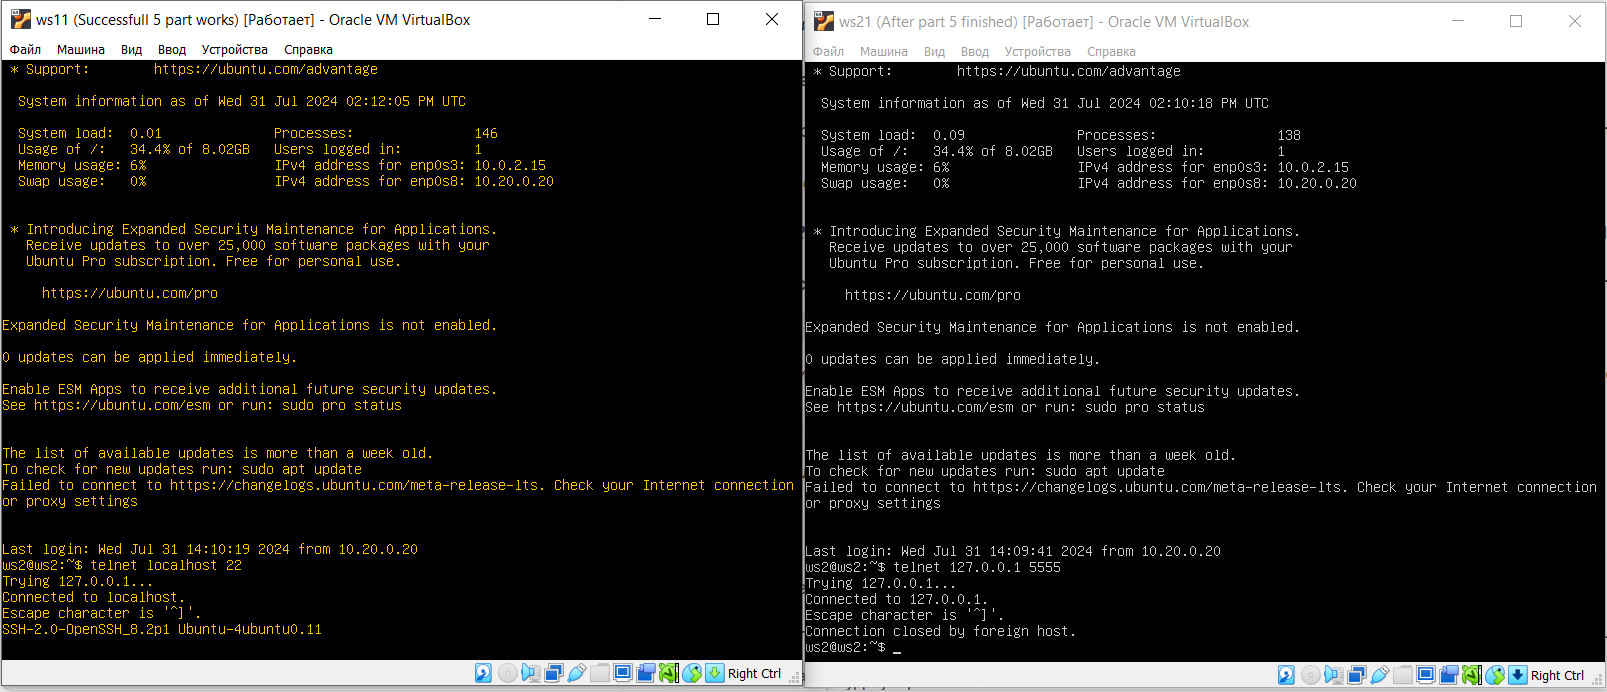 ws11 (Successfull 5 part works) [Работает] - Oracle VM VirtualBox
Файл Машина Вид Ввод Устройства Справка
* Support: https://ubuntu.com/advantage
System information as of Wed 31 Jul 2024 02:12:05 PM UTC
System load: 0.01 Processes: 146
Usage of /: 34.4% of 8.02GB Users logged in: 1
Memory usage: 6% IPv4 address for enp0s3: 10.0.2.15
Swap usage: 0% IPv4 address for enp0s8: 10.20.0.20
* Introducing Expanded Security Maintenance for Applications.
Receive updates to over 25,000 software packages with your
Ubuntu Pro subscription. Free for personal use.
https://ubuntu.com/pro
Expanded Security Maintenance for Applications is not enabled.
0 updates can be applied immediately.
Enable ESM Apps to receive additional future security updates.
See https://ubuntu.com/esm or run: sudo pro status
The list of available updates is more than a week old.
To check for new updates run: sudo apt update
Failed to connect to https://changelogs.ubuntu.com/meta-release-lts. Check your Internet connection
or proxy settings
Last login: Wed Jul 31 14:10:19 2024 from 10.20.0.20
ws2@ws2:~$ telnet localhost 22
Trying 127.0.0.1...
Connected to localhost.
Escape character is '^]'.
SSH-2.0-OpenSSH_8.2p1 Ubuntu-4ubuntu0.11
Right Ctrl
ws21 (After part 5 finished) [Работает] - Oracle VM VirtualBox
Файл Машина Вид Ввод Устройства Справка
* Support: https://ubuntu.com/advantage
System information as of Wed 31 Jul 2024 02:10:18 PM UTC
System load: 0.09 Processes: 138
Usage of /: 34.4% of 8.02GB Users logged in: 1
Memory usage: 6% IPv4 address for enp0s3: 10.0.2.15
Swap usage: 0% IPv4 address for enp0s8: 10.20.0.20
* Introducing Expanded Security Maintenance for Applications.
Receive updates to over 25,000 software packages with your
Ubuntu Pro subscription. Free for personal use.
https://ubuntu.com/pro
Expanded Security Maintenance for Applications is not enabled.
0 updates can be applied immediately.
Enable ESM Apps to receive additional future security updates.
See https://ubuntu.com/esm or run: sudo pro status
The list of available updates is more than a week old.
To check for new updates run: sudo apt update
Failed to connect to https://changelogs.ubuntu.com/meta-release-lts. Check your Internet connection
or proxy settings
Last login: Wed Jul 31 14:09:41 2024 from 10.20.0.20
ws2@ws2:~$ telnet 127.0.0.1 5555
Trying 127.0.0.1...
Connected to 127.0.0.1.
Escape character is '^]'.
Connection closed by foreign host.
ws2@ws2:~$ _
Right Ctrl